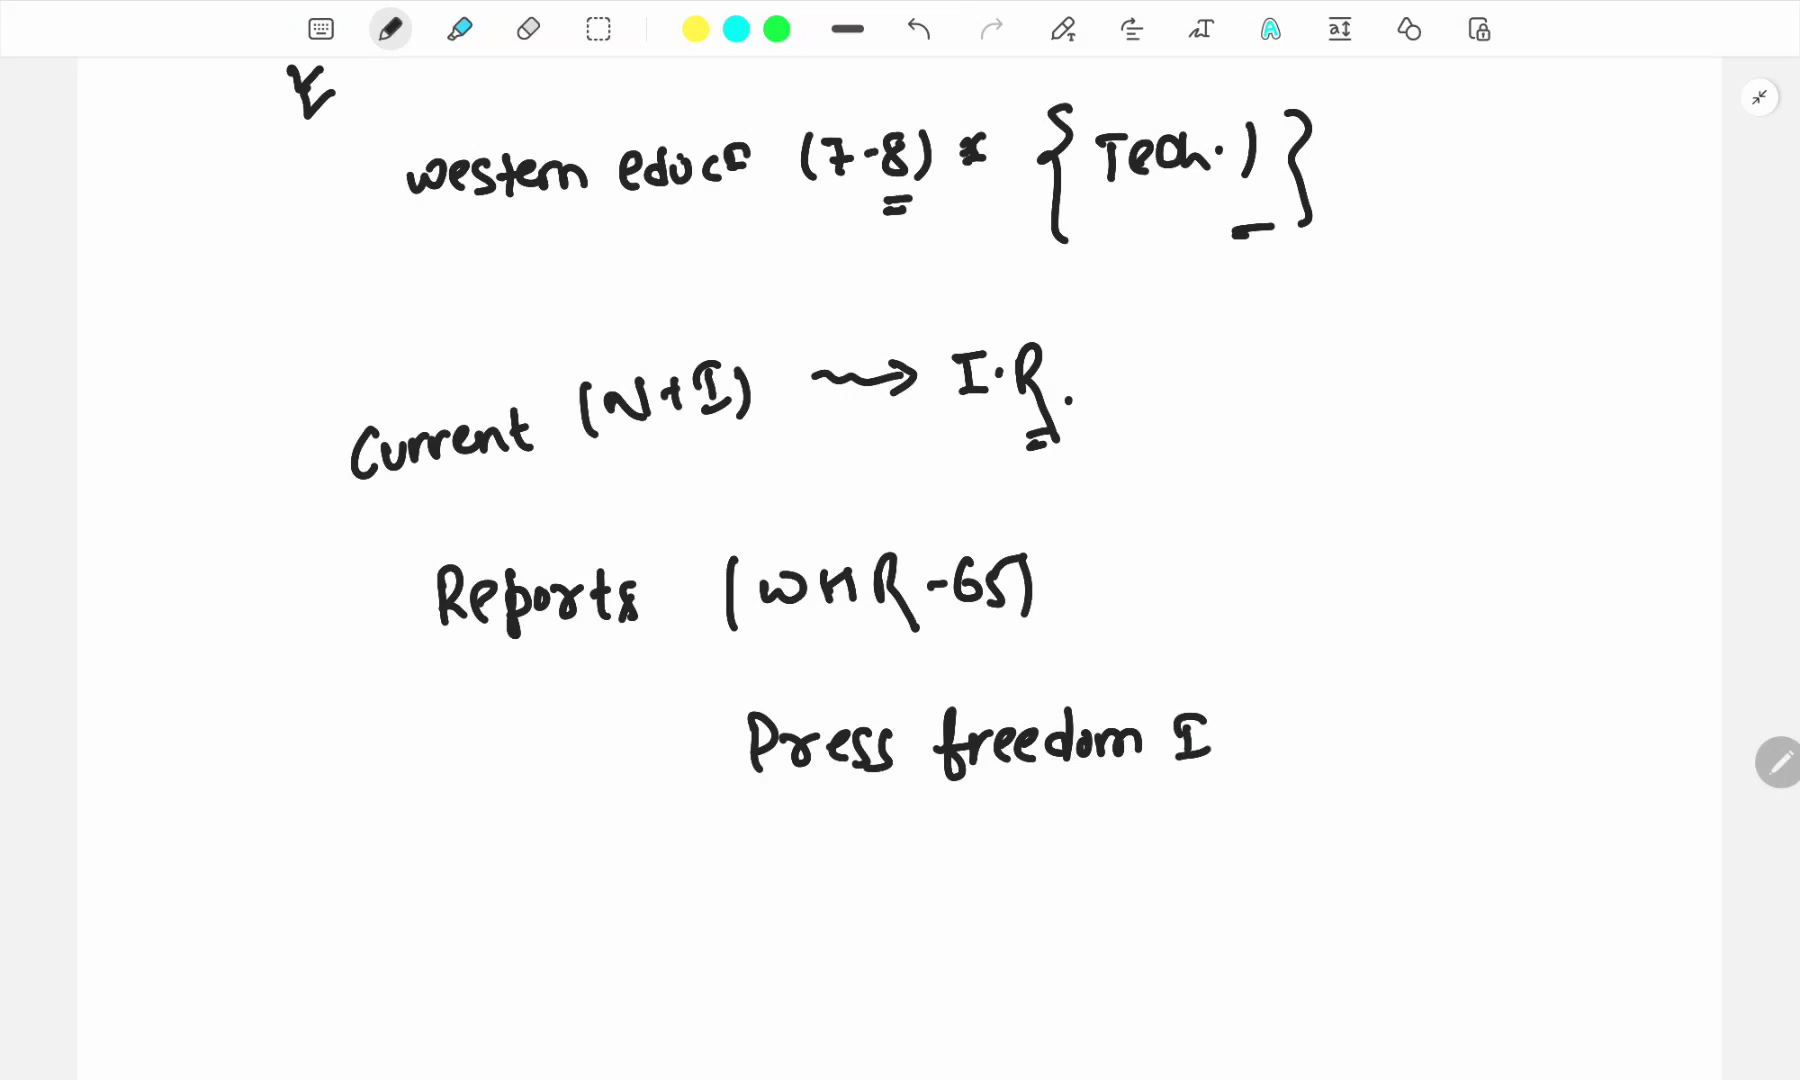 western educⁿ (7-8) * { Tech.) }
Current (N+I) → I.R.
Reports (WHR-65)
Press freedom I